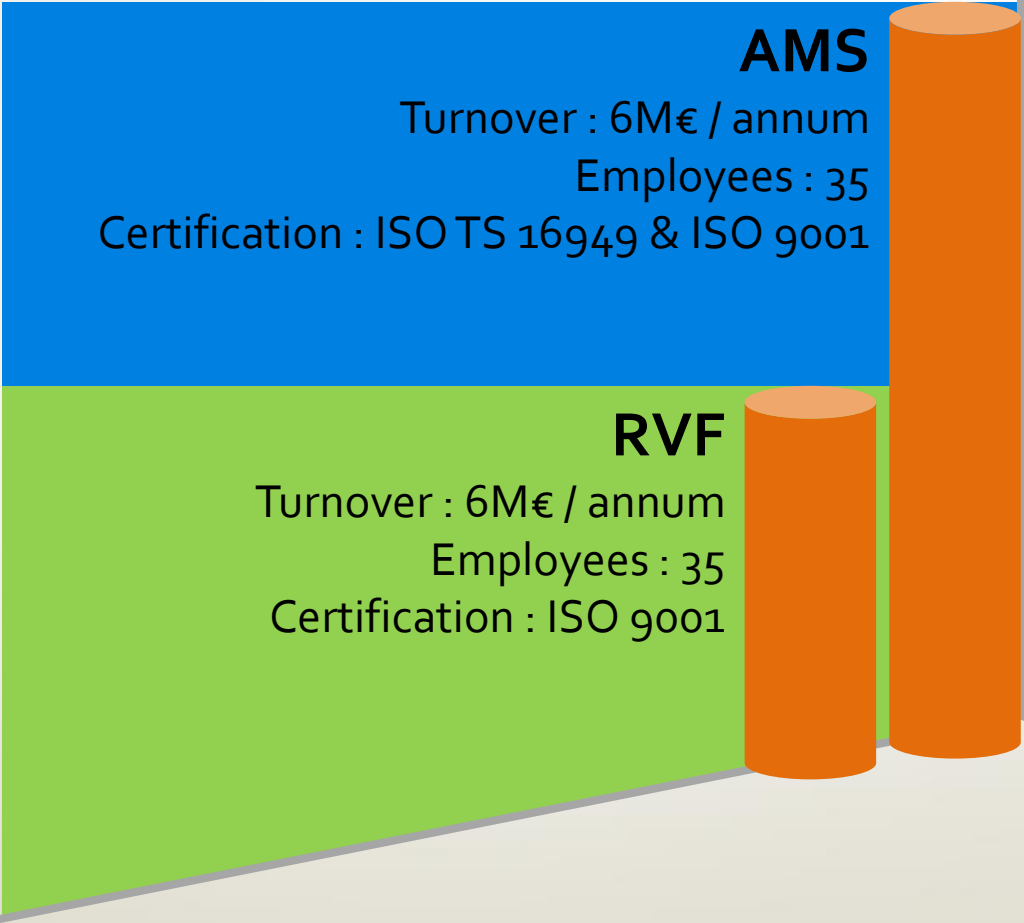 AMS
Turnover : 6M€ / annum
Employees : 35
Certification : ISO TS 16949 & ISO 9001
RVF
Turnover : 6M€ / annum
Employees : 35
Certification : ISO 9001